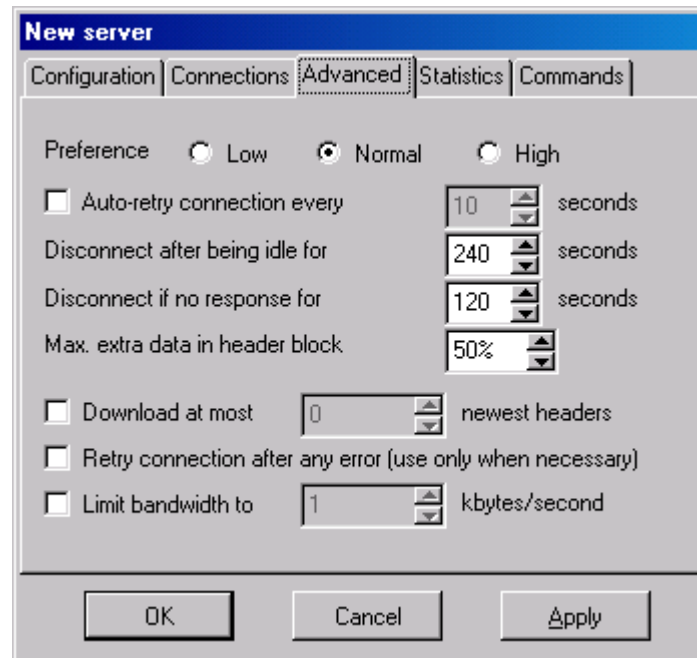 New server
Configuration Connections Advanced Statistics Commands
Preference Low Normal High
Auto-retry connection every 10 seconds
Disconnect after being idle for 240 seconds
Disconnect if no response for 120 seconds
Max. extra data in header block 50%
Download at most 0 newest headers
Retry connection after any error (use only when necessary)
Limit bandwidth to 1 kbytes/second
OK Cancel Apply